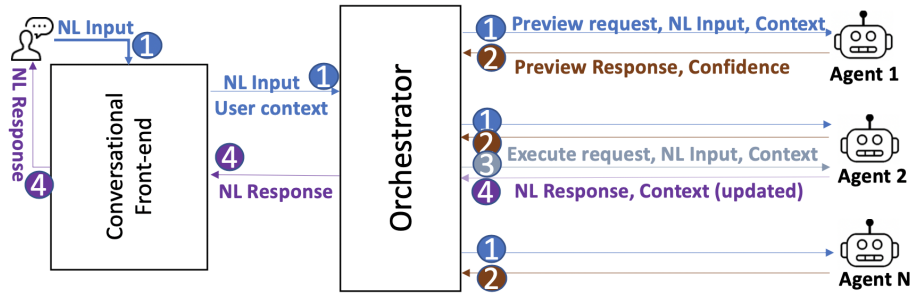 NL Input
1
NL Response
4
Conversational
Front-end
NL Input
1
User context
4
NL Response
Orchestrator
1
Preview request, NL Input, Context
2
Preview Response, Confidence
Agent 1
1
2
3
Execute request, NL Input, Context
4
NL Response, Context (updated)
Agent 2
1
2
Agent N